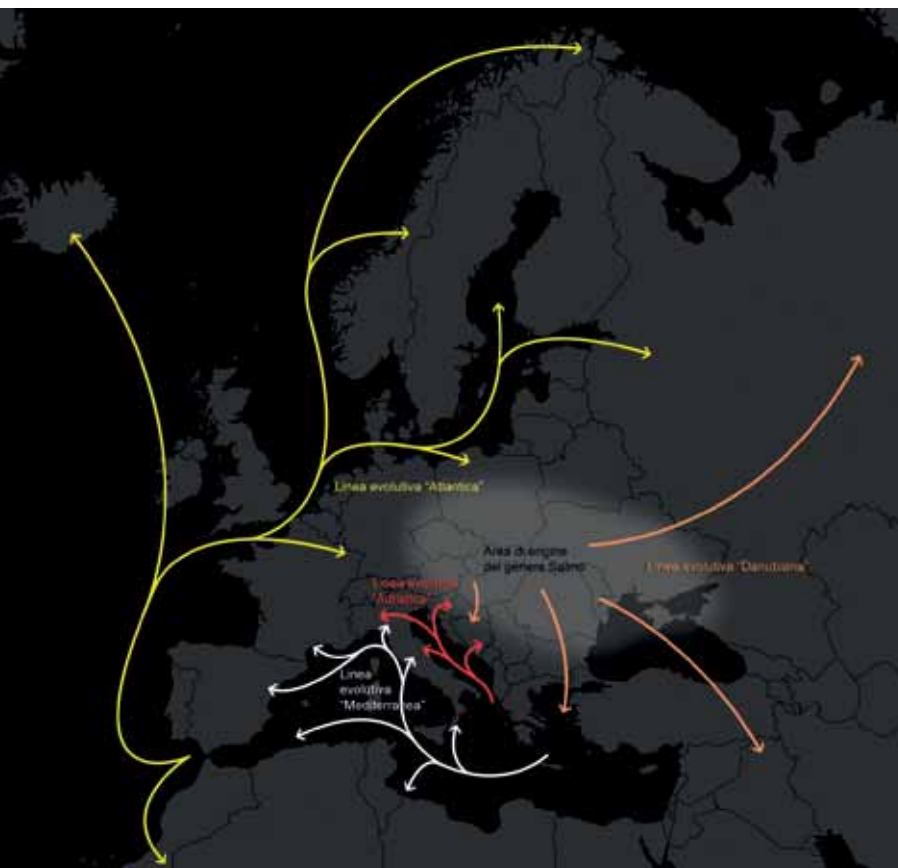 Linea evolutiva "Atlantica"
Area di origine
del genere Salmo
Linea evolutiva "Danubiana"
Linea evolutiva
"Adriatica"
Linea
evolutiva
"Mediterranea"